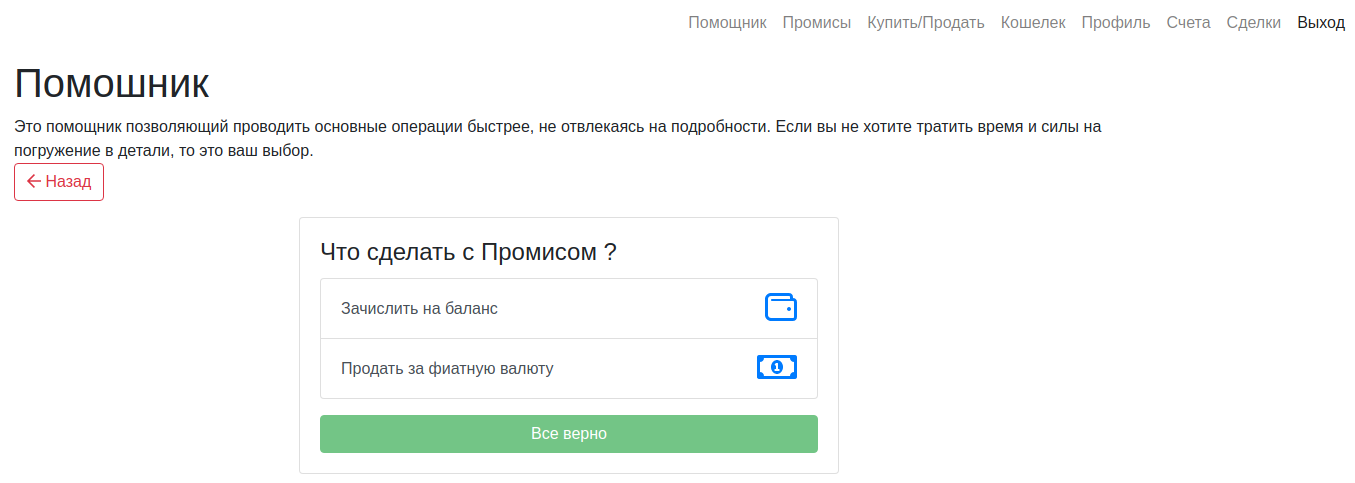 Помощник Промисы Купить/Продать Кошелек Профиль Счета Сделки Выход
Помошник
Это помощник позволяющий проводить основные операции быстрее, не отвлекаясь на подробности. Если вы не хотите тратить время и силы на
погружение в детали, то это ваш выбор.
Назад
Что сделать с Промисом ?
Зачислить на баланс
Продать за фиатную валюту
1
Все верно